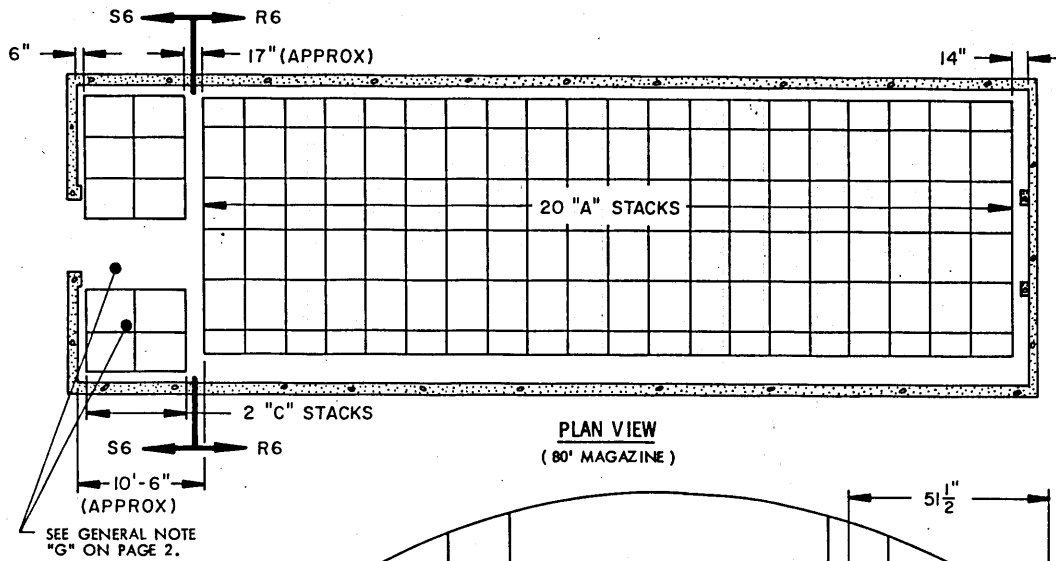 S6 R6
6" 17"(APPROX) 14"
20 "A" STACKS
2 "C" STACKS
S6 R6
PLAN VIEW
(80' MAGAZINE)
10'-6"
(APPROX)
51 1/2"
SEE GENERAL NOTE
"G" ON PAGE 2.